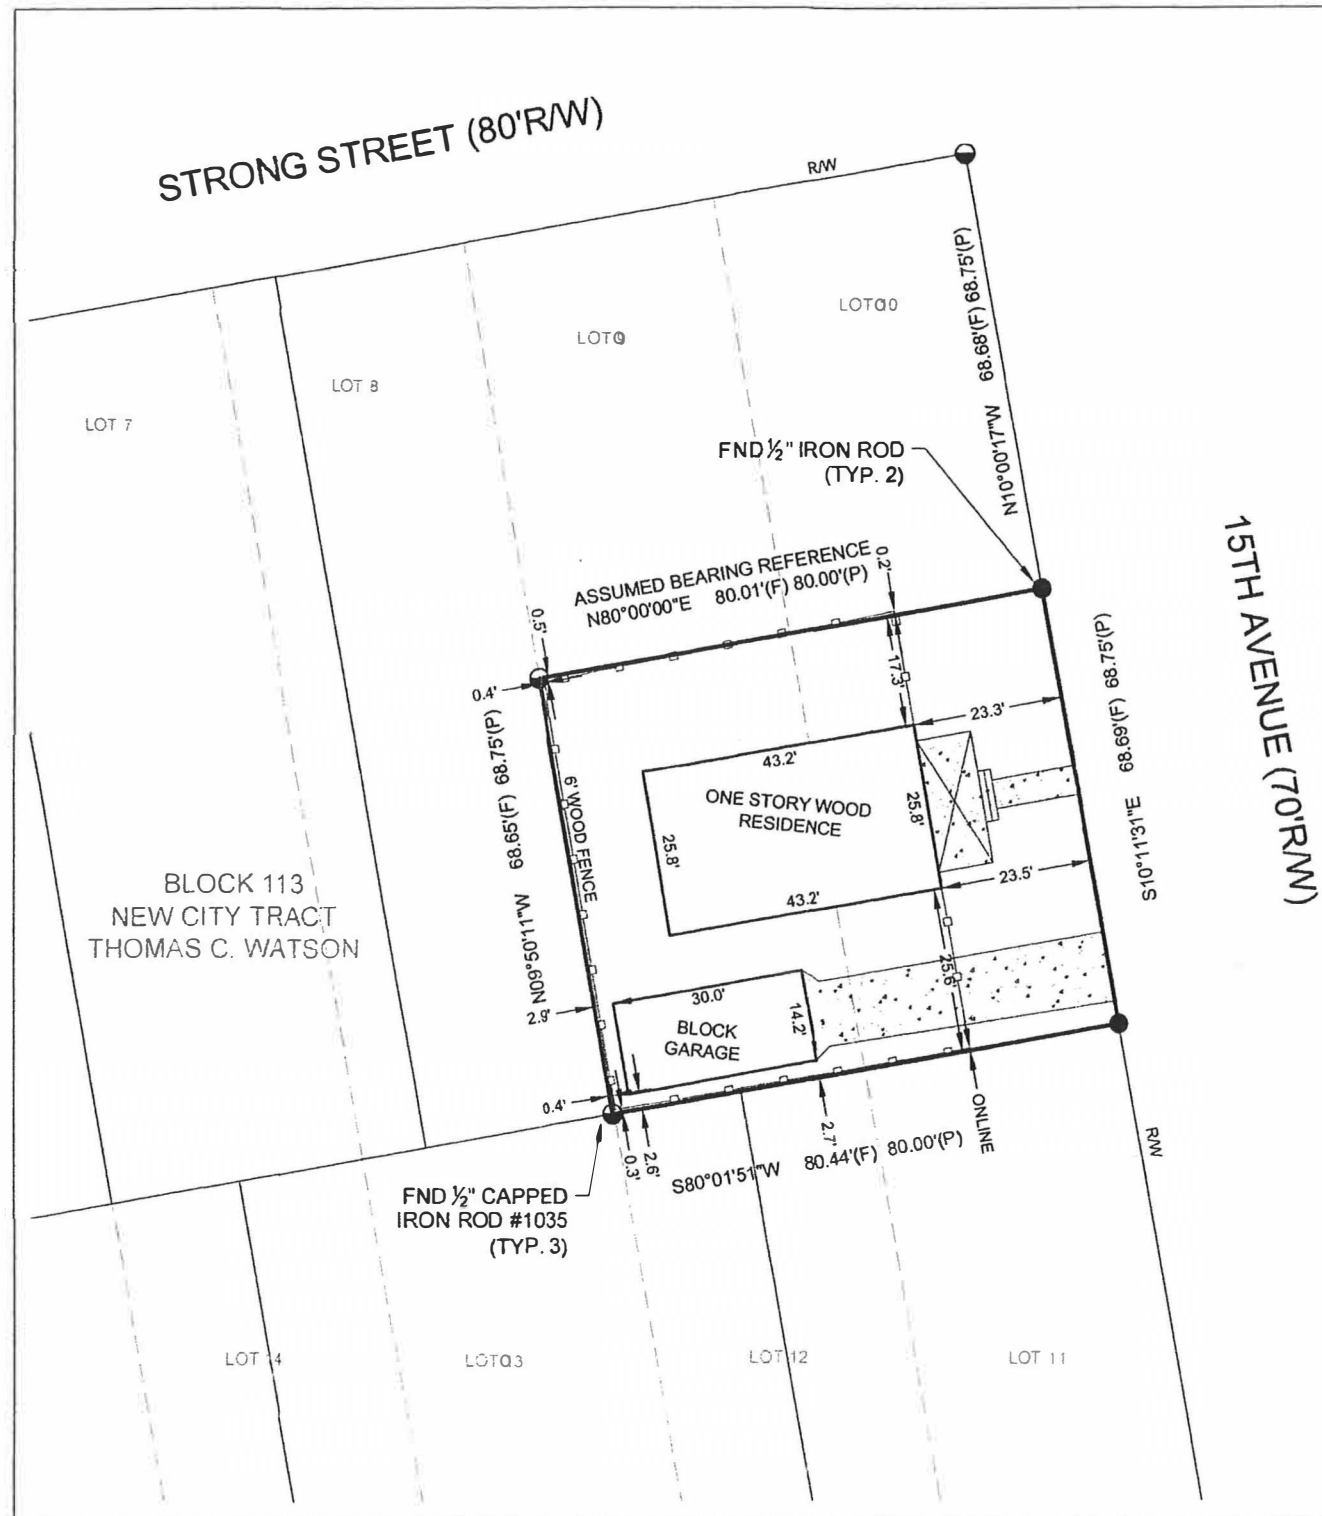 STRONG STREET (80'R/W)
R/W
N10°00'17"W 68.68'(F) 68.75'(P)
LOT 10
LOT 9
LOT 8
LOT 7
FND ½" IRON ROD
(TYP. 2)
15TH AVENUE (70'R/W)
ASSUMED BEARING REFERENCE
N80°00'00"E 80.01'(F) 80.00'(P)
0.2'
0.5'
0.4'
17.3'
23.3'
S10°11'31"E 68.69'(F) 68.75'(P)
N09°50'11"W 68.65'(F) 68.75'(P)
6' WOOD FENCE
43.2'
ONE STORY WOOD
RESIDENCE
25.8'
25.8'
43.2'
23.5'
BLOCK 113
NEW CITY TRACT
THOMAS C. WATSON
25.6'
30.0'
14.2'
BLOCK
GARAGE
2.9'
0.4'
0.3'
2.6'
2.7'
ONLINE
S80°01'51"W 80.44'(F) 80.00'(P)
R/W
FND ½" CAPPED
IRON ROD #1035
(TYP. 3)
LOT 14
LOT 13
LOT 12
LOT 11